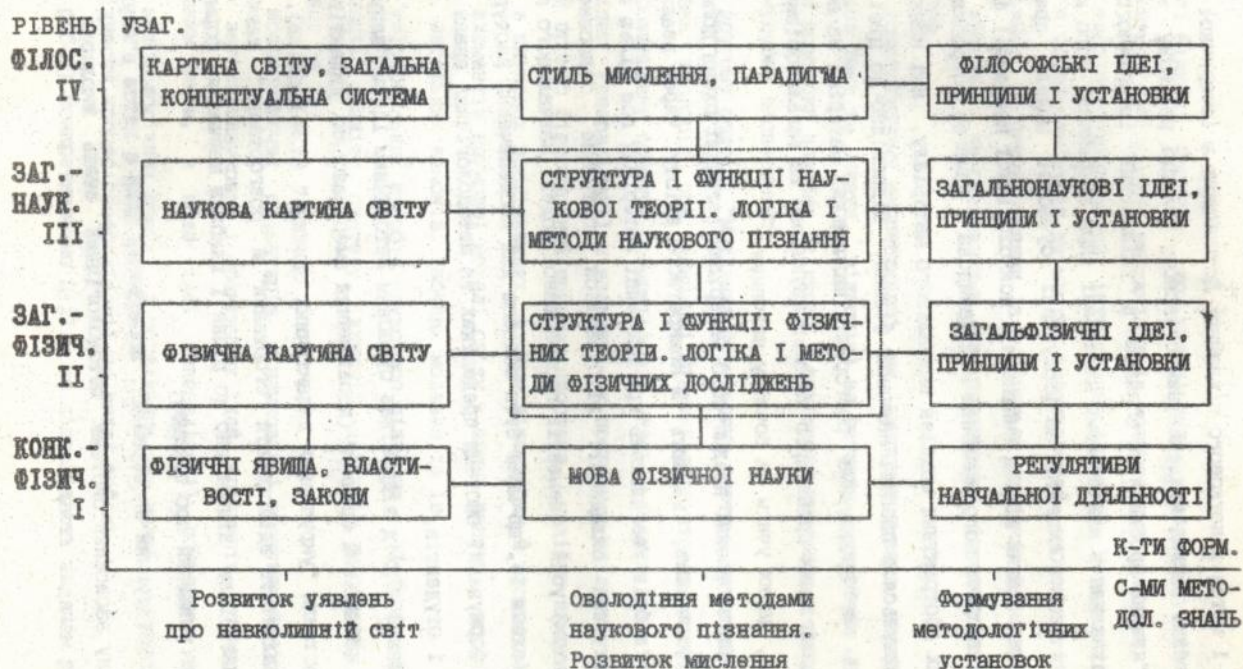 РІВЕНЬ УЗАГ.
ФІЛОС.
IV
КАРТИНА СВІТУ, ЗАГАЛЬНА
КОНЦЕПТУАЛЬНА СИСТЕМА
СТИЛЬ МИСЛЕННЯ, ПАРАДИГМА
ФІЛОСОФСЬКІ ІДЕЇ,
ПРИНЦИПИ І УСТАНОВКИ
ЗАГ.-
НАУК.
III
НАУКОВА КАРТИНА СВІТУ
СТРУКТУРА І ФУНКЦІЇ НАУ-
КОВОЇ ТЕОРІЇ. ЛОГІКА І
МЕТОДИ НАУКОВОГО ПІЗНАННЯ
ЗАГАЛЬНОНАУКОВІ ІДЕЇ,
ПРИНЦИПИ І УСТАНОВКИ
ЗАГ.-
ФІЗИЧ.
II
ФІЗИЧНА КАРТИНА СВІТУ
СТРУКТУРА І ФУНКЦІЇ ФІЗИЧ-
НИХ ТЕОРІЙ. ЛОГІКА І МЕТО-
ДИ ФІЗИЧНИХ ДОСЛІДЖЕНЬ
ЗАГАЛЬФІЗИЧНІ ІДЕЇ,
ПРИНЦИПИ І УСТАНОВКИ
КОНК.-
ФІЗИЧ.
I
ФІЗИЧНІ ЯВИЩА, ВЛАСТИ-
ВОСТІ, ЗАКОНИ
МОВА ФІЗИЧНОЇ НАУКИ
РЕГУЛЯТИВИ
НАВЧАЛЬНОЇ ДІЯЛЬНОСТІ
К-ТИ ФОРМ.
С-МИ МЕТО-
ДОЛ. ЗНАНЬ
Розвиток уявлень
про навколишній світ
Оволодіння методами
наукового пізнання.
Розвиток мислення
Формування
методологічних
установок